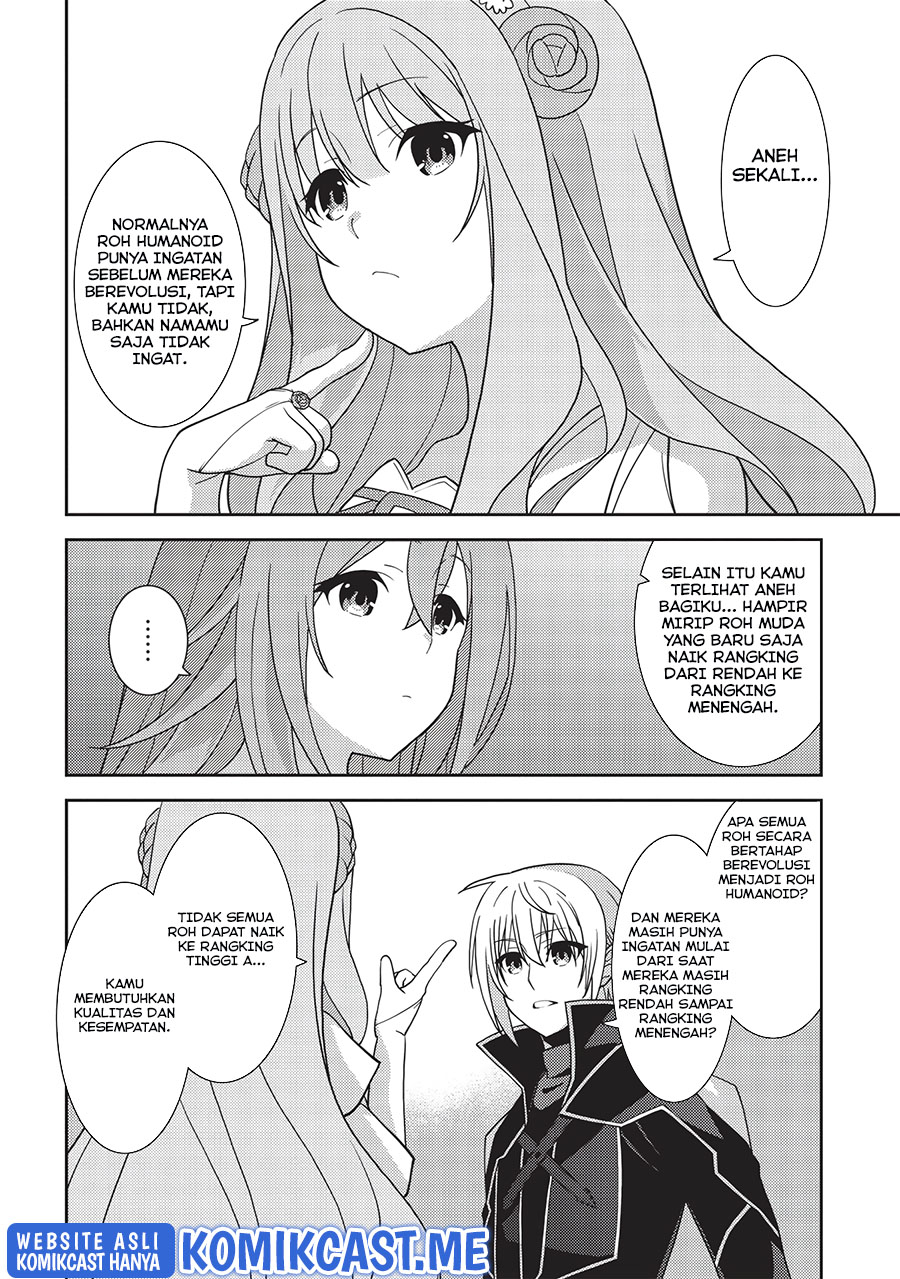 ANEH
SEKALI...
NORMALNYA
ROH HUMANOID
PUNYA INGATAN
SEBELUM MEREKA
BEREVOLUSI, TAPI
KAMU TIDAK,
BAHKAN NAMAMU
SAJA TIDAK
INGAT.
SELAIN ITU KAMU
TERLIHAT ANEH
BAGIKU... HAMPIR
MIRIP ROH MUDA
YANG BARU SAJA
NAIK RANGKING
DARI RENDAH KE
RANGKING
MENENGAH.
......
APA SEMUA
ROH SECARA
BERTAHAP
BEREVOLUSI
MENJADI ROH
HUMANOID?
DAN MEREKA
MASIH PUNYA
INGATAN MULAI
DARI SAAT
MEREKA MASIH
RANGKING
RENDAH SAMPAI
RANGKING
MENENGAH?
TIDAK SEMUA
ROH DAPAT NAIK
KE RANGKING
TINGGI A...
KAMU
MEMBUTUHKAN
KUALITAS DAN
KESEMPATAN.
WEBSITE ASLI
KOMIKCAST HANYA
KOMIKCAST.ME